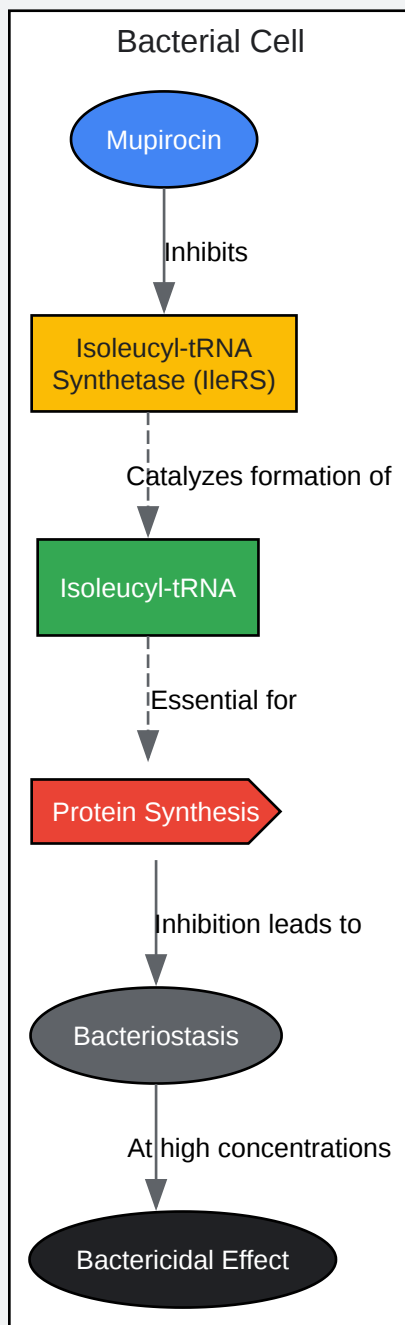 Bacterial Cell
Mupirocin
Inhibits
Isoleucyl-tRNA
Synthetase (IleRS)
Catalyzes formation of
Isoleucyl-tRNA
Essential for
Protein Synthesis
Inhibition leads to
Bacteriostasis
At high concentrations
Bactericidal Effect